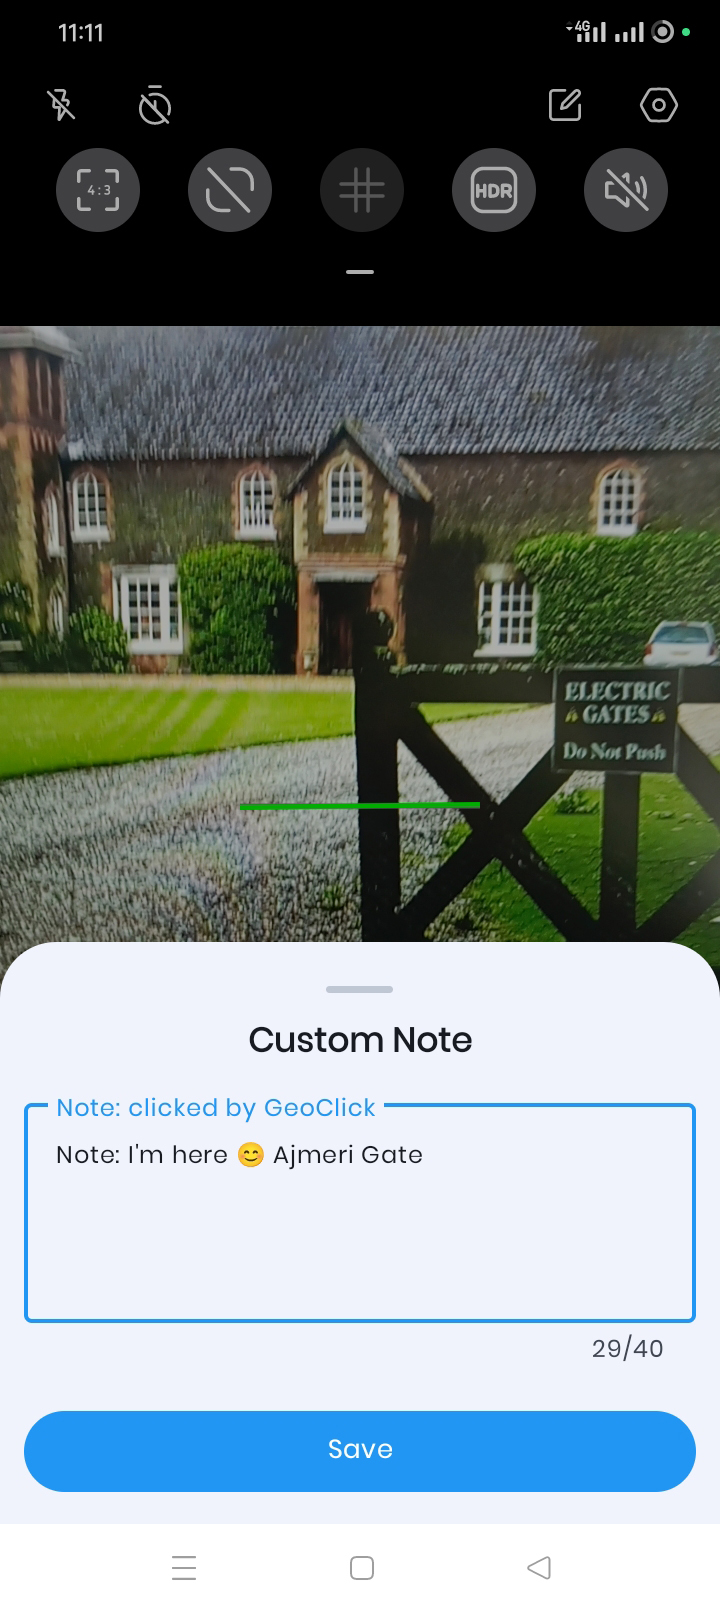 11:11
4G
4:3
HDR
ELECTRIC
GATES
Do Not Push
Custom Note
Note: clicked by GeoClick
Note: I'm here 😊 Ajmeri Gate
29/40
Save